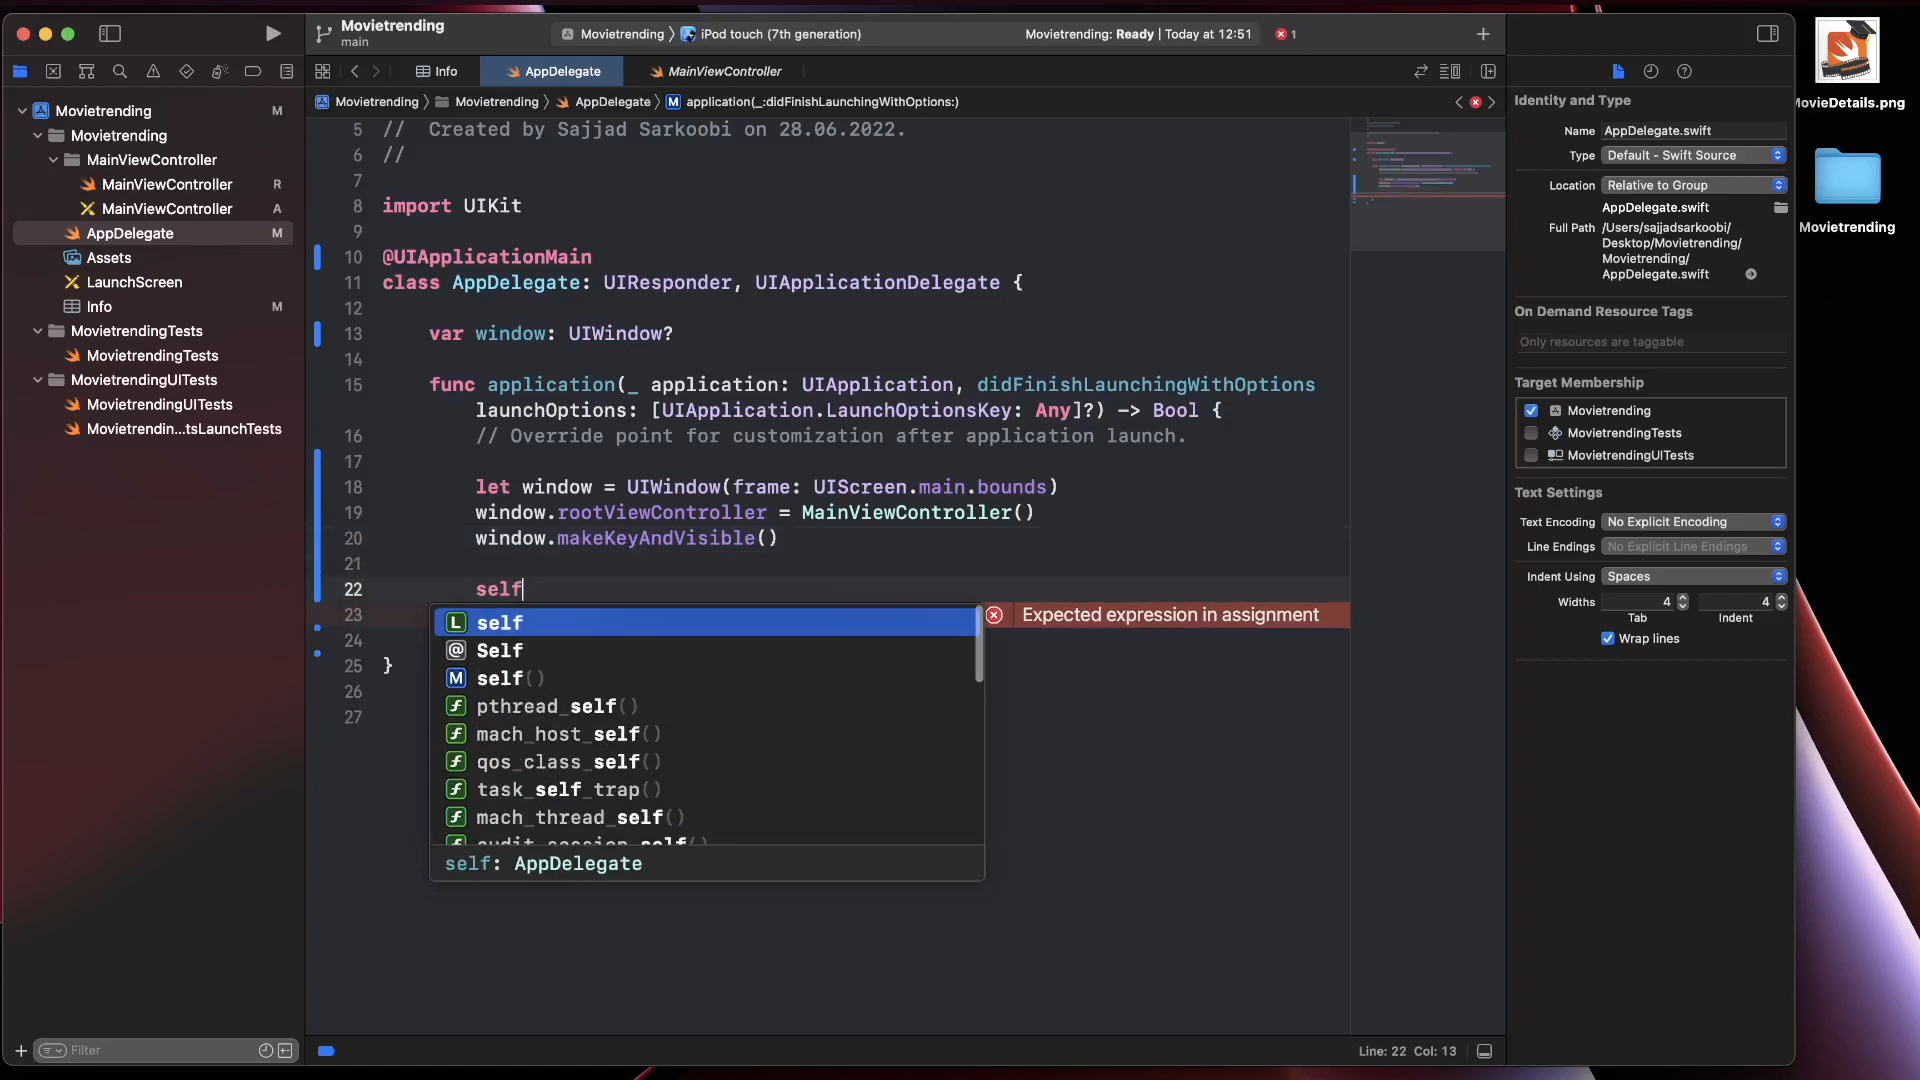 Movietrending
main
Movietrending
iPod touch (7th generation)
Movietrending: Ready | Today at 12:51
1
Info
AppDelegate
MainViewController
Movietrending
Movietrending
AppDelegate
M
application(_:didFinishLaunchingWithOptions:)
Movietrending M
Movietrending
MainViewController
MainViewController R
MainViewController A
AppDelegate M
Assets
LaunchScreen
Info M
MovietrendingTests
MovietrendingTests
MovietrendingUITests
MovietrendingUITests
Movietrendin...tsLaunchTests
Filter
5 // Created by Sajjad Sarkoobi on 28.06.2022.
6 //
7
8 import UIKit
9
10 @UIApplicationMain
11 class AppDelegate: UIResponder, UIApplicationDelegate {
12
13 var window: UIWindow?
14
15 func application(_ application: UIApplication, didFinishLaunchingWithOptions
launchOptions: [UIApplication.LaunchOptionsKey: Any]?) -> Bool {
16 // Override point for customization after application launch.
17
18 let window = UIWindow(frame: UIScreen.main.bounds)
19 window.rootViewController = MainViewController()
20 window.makeKeyAndVisible()
21
22 self
23 Expected expression in assignment
24
25 }
26
27
L self
@ Self
M self()
f pthread_self()
f mach_host_self()
f qos_class_self()
f task_self_trap()
f mach_thread_self()
f audit_session_self()
self: AppDelegate
Line: 22 Col: 13
Identity and Type
Name AppDelegate.swift
Type Default - Swift Source
Location Relative to Group
AppDelegate.swift
Full Path /Users/sajjadsarkoobi/
Desktop/Movietrending/
Movietrending/
AppDelegate.swift
On Demand Resource Tags
Only resources are taggable
Target Membership
Movietrending
MovietrendingTests
MovietrendingUITests
Text Settings
Text Encoding No Explicit Encoding
Line Endings No Explicit Line Endings
Indent Using Spaces
Widths 4 4
Tab Indent
Wrap lines
MovieDetails.png
Movietrending